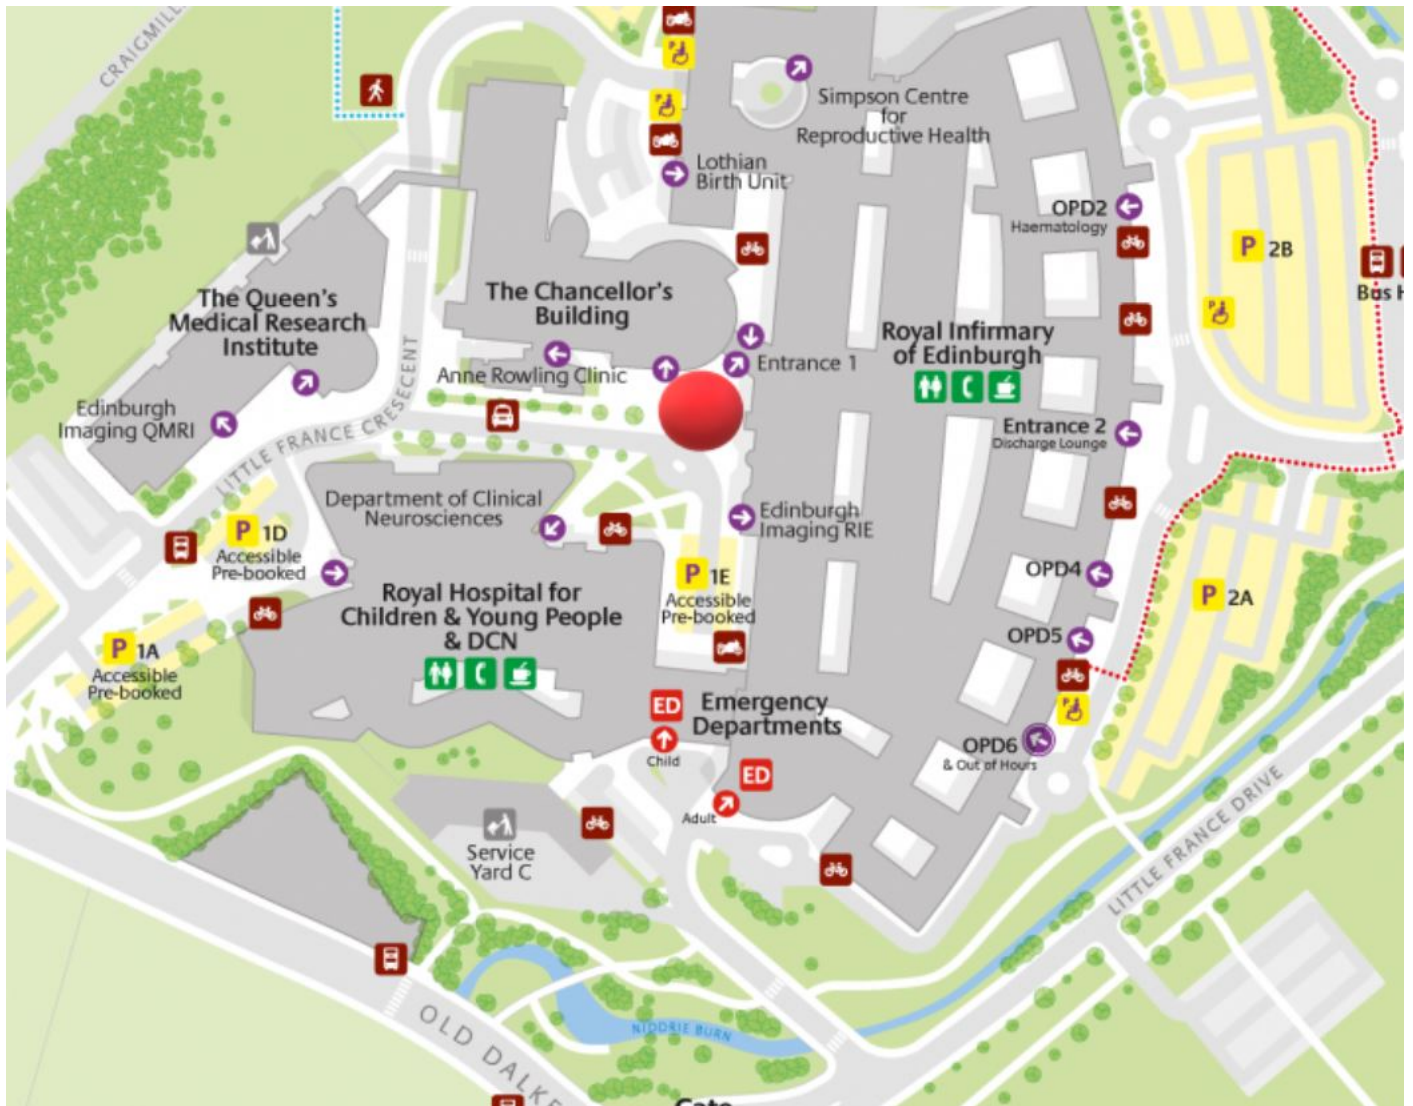 CRAIGMILL
Simpson Centre
for
Reproductive Health
Lothian
Birth Unit
OPD2
Haematology
P 2B
Bus H
The Queen's
Medical Research
Institute
The Chancellor's
Building
Royal Infirmary
of Edinburgh
Entrance 1
Anne Rowling Clinic
Edinburgh
Imaging QMRI
LITTLE FRANCE CRESECENT
Entrance 2
Discharge Lounge
Department of Clinical
Neurosciences
Edinburgh
Imaging RIE
P 1D
Accessible
Pre-booked
P 1E
Accessible
Pre-booked
OPD4
P 2A
Royal Hospital for
Children & Young People
& DCN
OPD5
P 1A
Accessible
Pre-booked
ED
Child
Emergency
Departments
ED
Adult
OPD6
& Out of Hours
Service
Yard C
LITTLE FRANCE DRIVE
OLD DALKE
NIDDRIE BURN